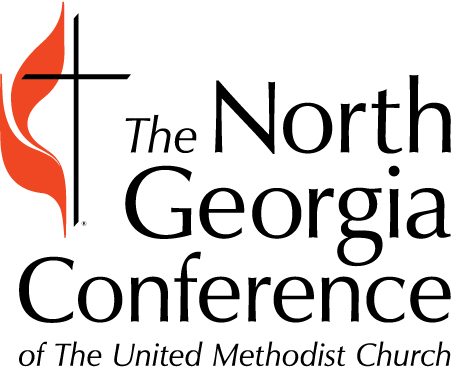 The North
Georgia
®
Conference
of The United Methodist Church